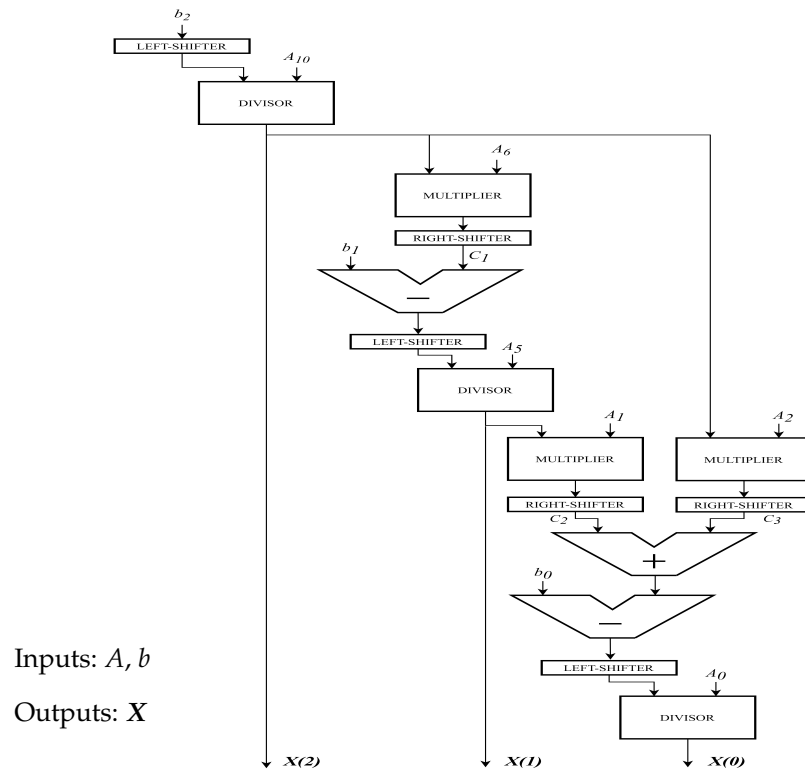 b2
LEFT-SHIFTER
A10
DIVISOR
A6
MULTIPLIER
RIGHT-SHIFTER
b1
C1
−
LEFT-SHIFTER
A5
DIVISOR
A1
A2
MULTIPLIER
MULTIPLIER
RIGHT-SHIFTER
RIGHT-SHIFTER
C2
C3
+
b0
−
Inputs: A, b
LEFT-SHIFTER
A0
Outputs: X
DIVISOR
X(2)
X(1)
X(0)